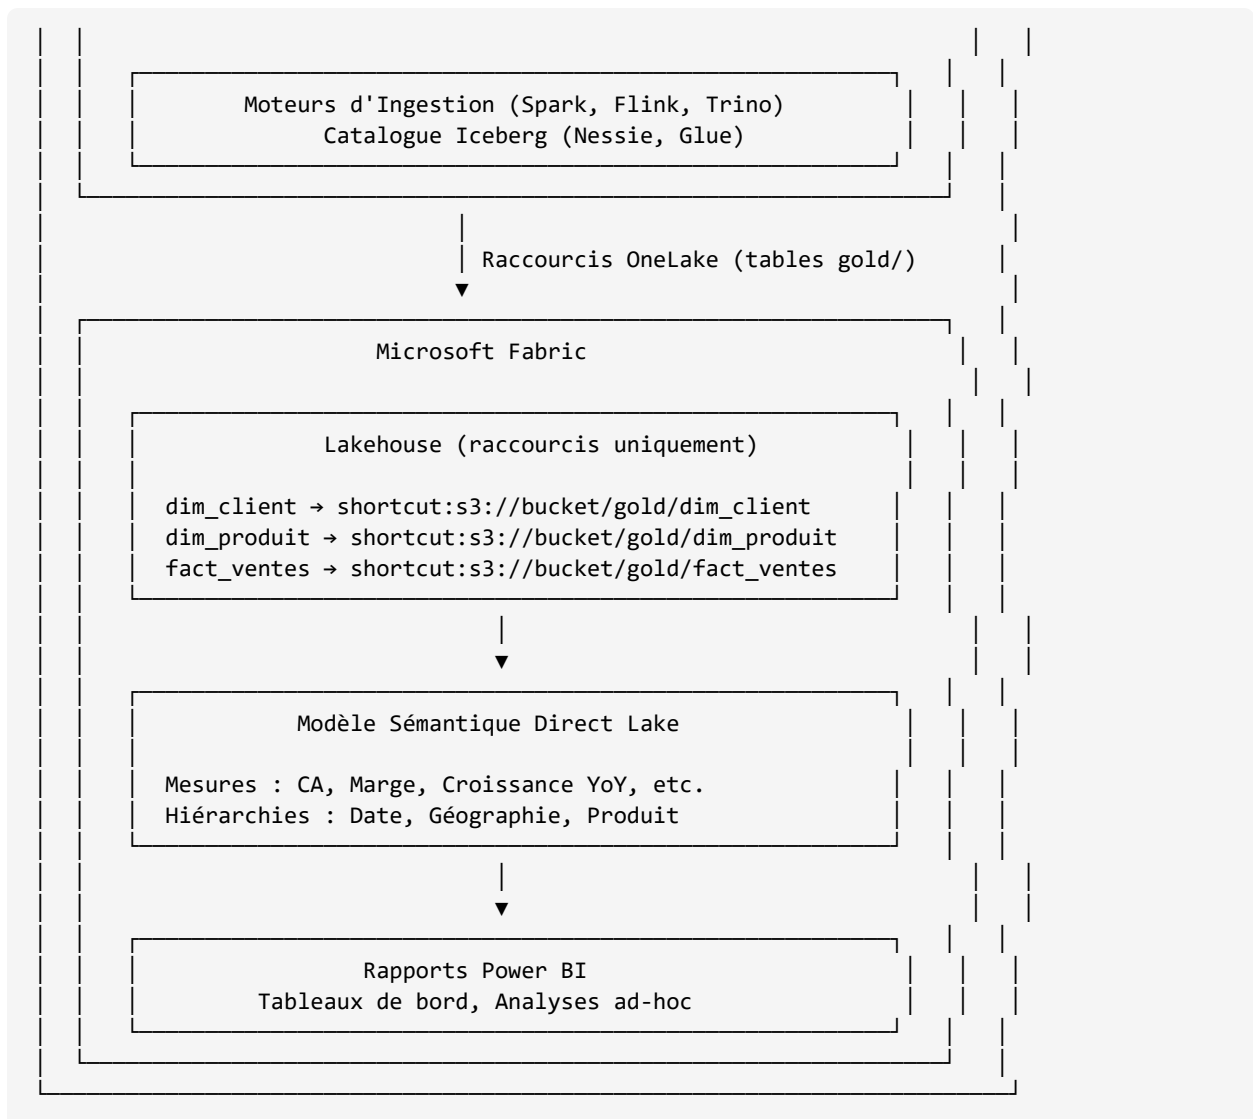 Moteurs d'Ingestion (Spark, Flink, Trino)
Catalogue Iceberg (Nessie, Glue)
Raccourcis OneLake (tables gold/)
Microsoft Fabric
Lakehouse (raccourcis uniquement)
dim_client → shortcut:s3://bucket/gold/dim_client
dim_produit → shortcut:s3://bucket/gold/dim_produit
fact_ventes → shortcut:s3://bucket/gold/fact_ventes
Modèle Sémantique Direct Lake
Mesures : CA, Marge, Croissance YoY, etc.
Hiérarchies : Date, Géographie, Produit
Rapports Power BI
Tableaux de bord, Analyses ad-hoc